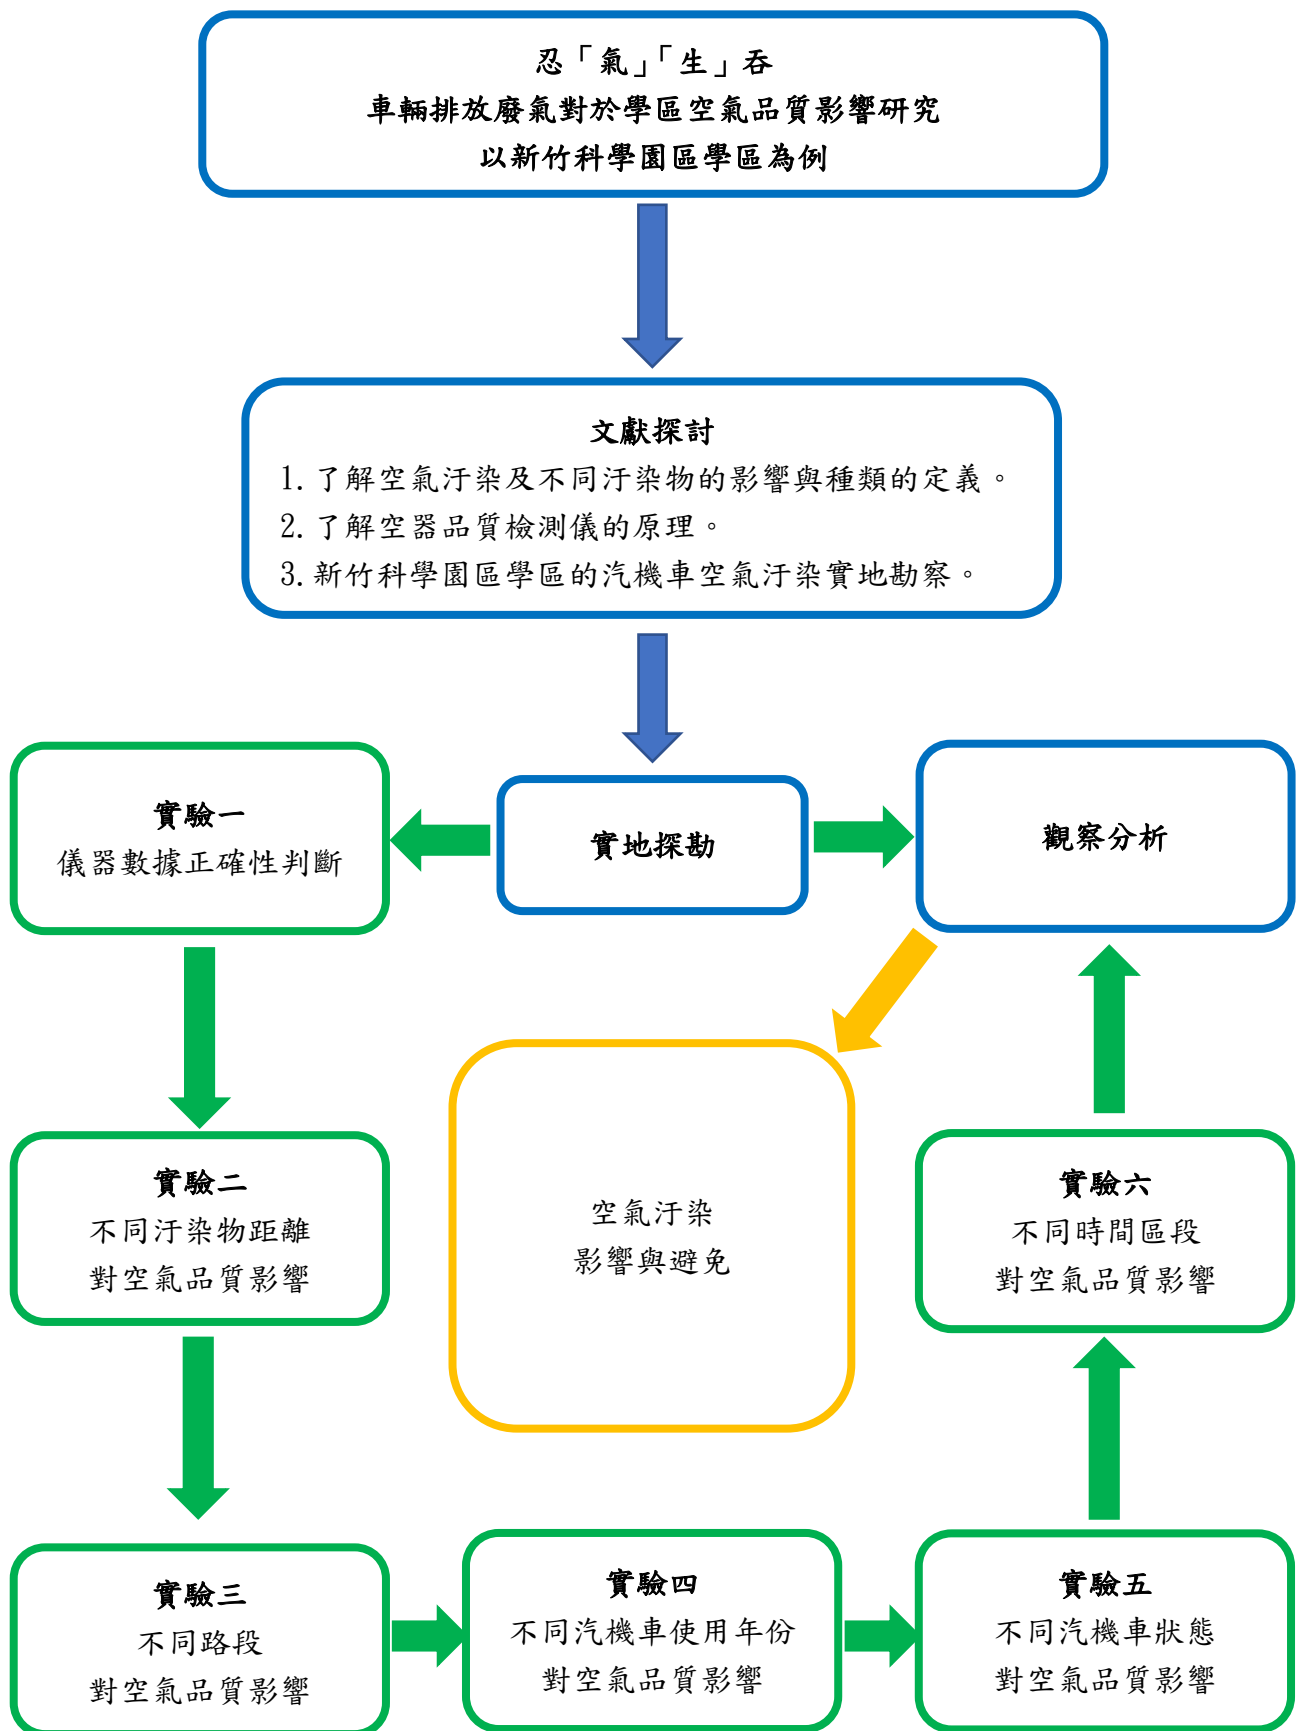 忍「氣」「生」吞
車輛排放廢氣對於學區空氣品質影響研究
以新竹科學園區學區為例
文獻探討
1. 了解空氣汙染及不同汙染物的影響與種類的定義。
2. 了解空器品質檢測儀的原理。
3. 新竹科學園區學區的汽機車空氣汙染實地勘察。
實驗一
儀器數據正確性判斷
實地探勘
觀察分析
實驗二
不同汙染物距離
對空氣品質影響
空氣汙染
影響與避免
實驗六
不同時間區段
對空氣品質影響
實驗三
不同路段
對空氣品質影響
實驗四
不同汽機車使用年份
對空氣品質影響
實驗五
不同汽機車狀態
對空氣品質影響